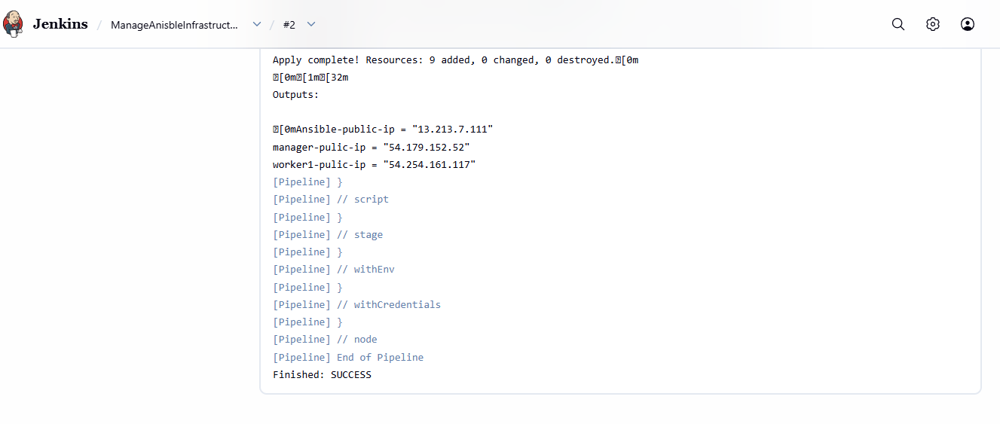 Jenkins / ManageAnisbleInfrastruct... / #2
Apply complete! Resources: 9 added, 0 changed, 0 destroyed.␛[0m
␛[0m␛[1m␛[32m
Outputs:
␛[0mAnsible-public-ip = "13.213.7.111"
manager-pulic-ip = "54.179.152.52"
worker1-pulic-ip = "54.254.161.117"
[Pipeline] }
[Pipeline] // script
[Pipeline] }
[Pipeline] // stage
[Pipeline] }
[Pipeline] // withEnv
[Pipeline] }
[Pipeline] // withCredentials
[Pipeline] }
[Pipeline] // node
[Pipeline] End of Pipeline
Finished: SUCCESS